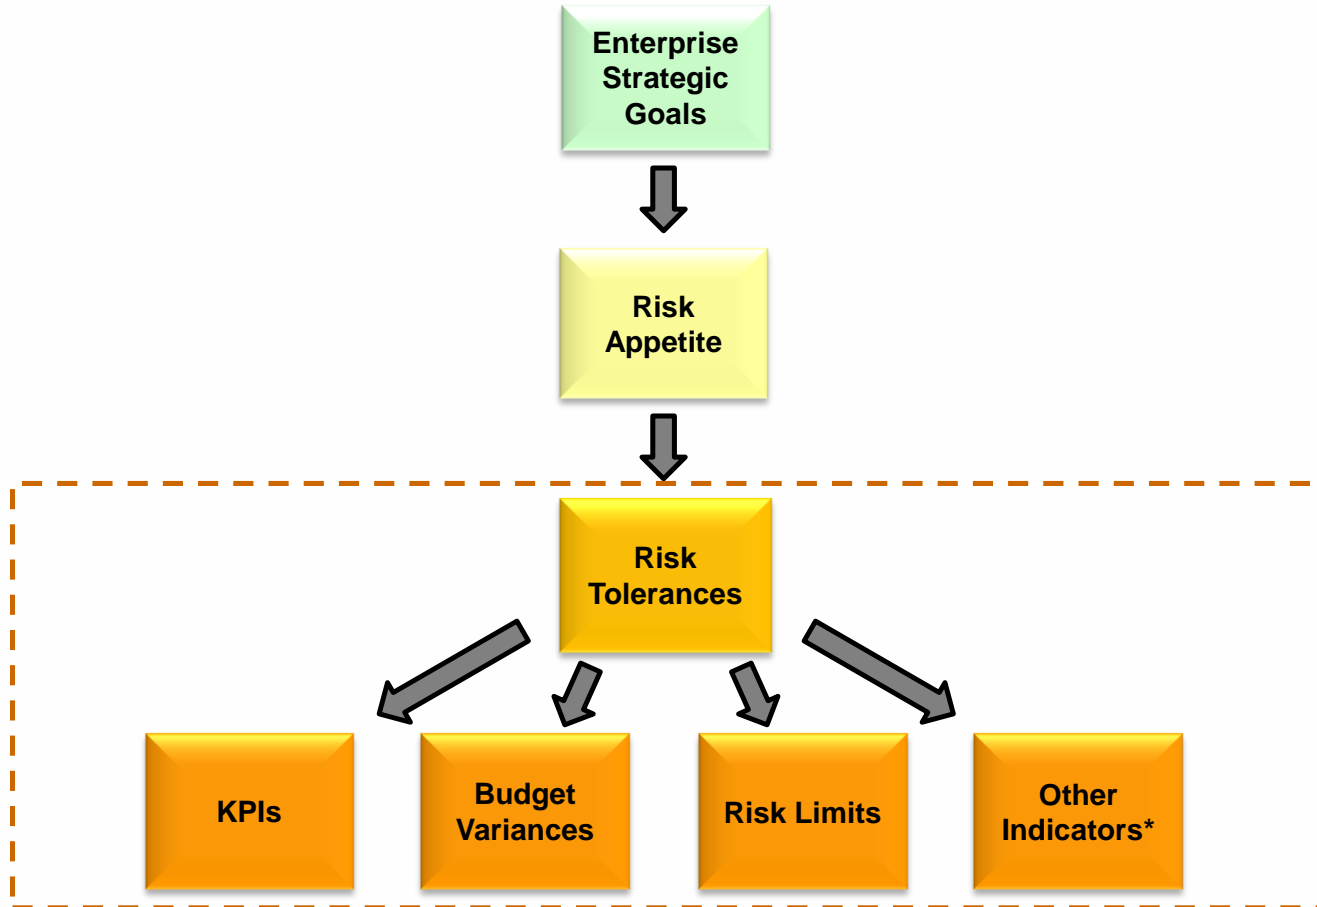 Enterprise
Strategic
Goals
Risk
Appetite
Risk
Tolerances
KPIs
Budget
Variances
Risk Limits
Other
Indicators*